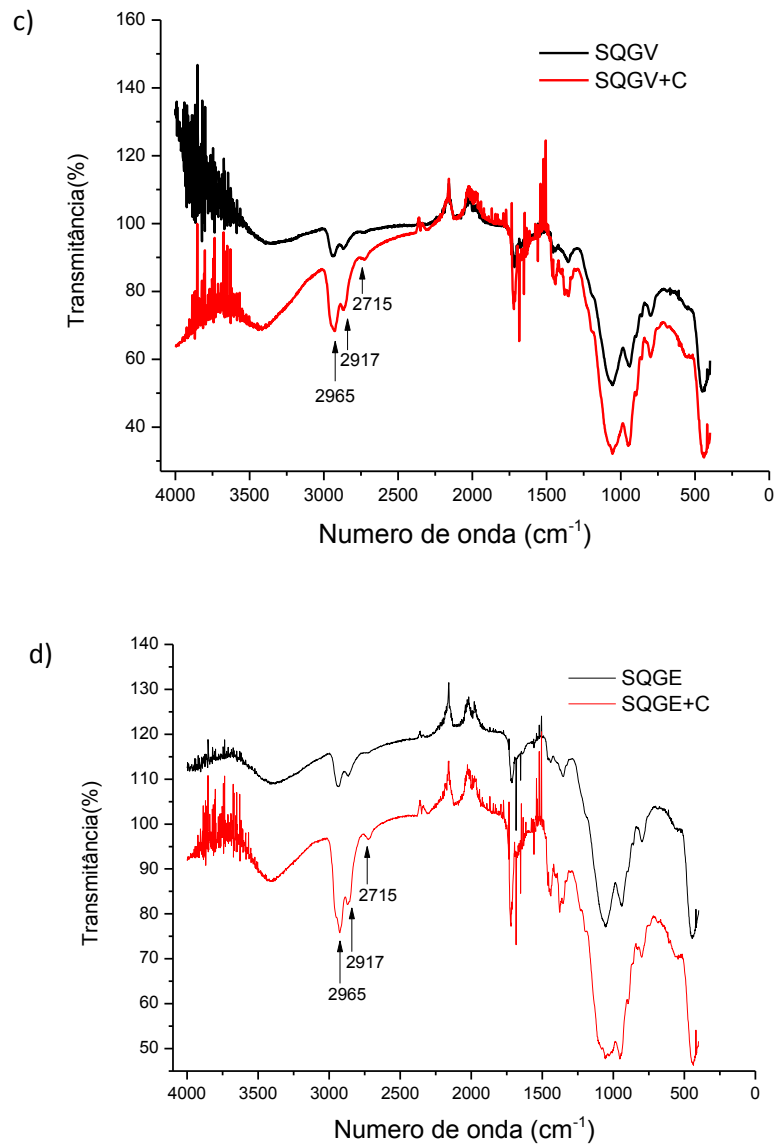 c)
160
140
120
100
80
60
40
Transmitância(%)
SQGV
SQGV+C
2715
2917
2965
4000 3500 3000 2500 2000 1500 1000 500 0
Numero de onda (cm-1)
d)
140
130
120
110
100
90
80
70
60
50
Transmitância(%)
SQGE
SQGE+C
2715
2917
2965
4000 3500 3000 2500 2000 1500 1000 500 0
Numero de onda (cm-1)